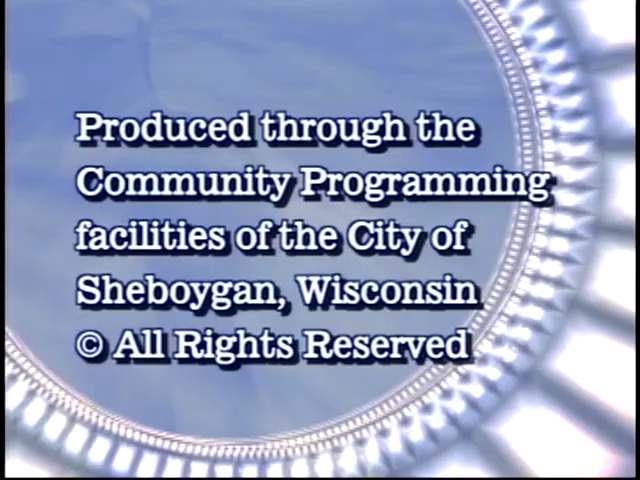 Produced through the
Community Programming
facilities of the City of
Sheboygan, Wisconsin
© All Rights Reserved